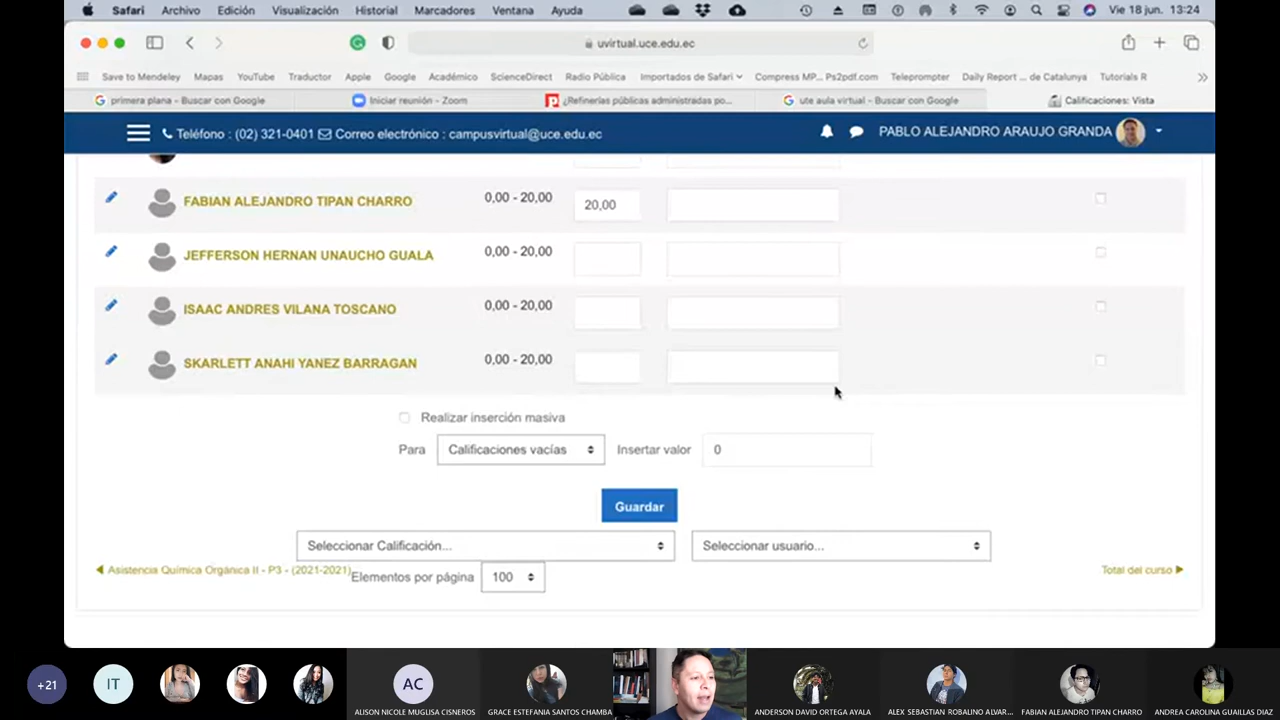 Safari Archivo Edición Visualización Historial Marcadores Ventana Ayuda Vie 18 jun. 13:24
uvirtual.uce.edu.ec
Save to Mendeley Mapas YouTube Traductor Apple Google Académico ScienceDirect Radio Pública Importados de Safari Compress MP... Ps2pdf.com Teleprompter Daily Report ... de Catalunya Tutorials R
primera plana - Buscar con Google Iniciar reunión - Zoom ¿Refinerías públicas administradas po... ute aula virtual - Buscar con Google Calificaciones: Vista
Teléfono : (02) 321-0401 Correo electrónico : campusvirtual@uce.edu.ec PABLO ALEJANDRO ARAUJO GRANDA
FABIAN ALEJANDRO TIPAN CHARRO 0,00 - 20,00 20,00
JEFFERSON HERNAN UNAUCHO GUALA 0,00 - 20,00
ISAAC ANDRES VILANA TOSCANO 0,00 - 20,00
SKARLETT ANAHI YANEZ BARRAGAN 0,00 - 20,00
Realizar inserción masiva
Para Calificaciones vacías Insertar valor 0
Guardar
Seleccionar Calificación... Seleccionar usuario...
Asistencia Química Orgánica II - P3 - (2021-2021) Elementos por página 100 Total del curso
+21 IT AC
ALISON NICOLE MUGLISA CISNEROS GRACE ESTEFANIA SANTOS CHAMBA ANDERSON DAVID ORTEGA AYALA ALEX SEBASTIAN ROBALINO ALVAR... FABIAN ALEJANDRO TIPAN CHARRO ANDREA CAROLINA GUAILLAS DIAZ